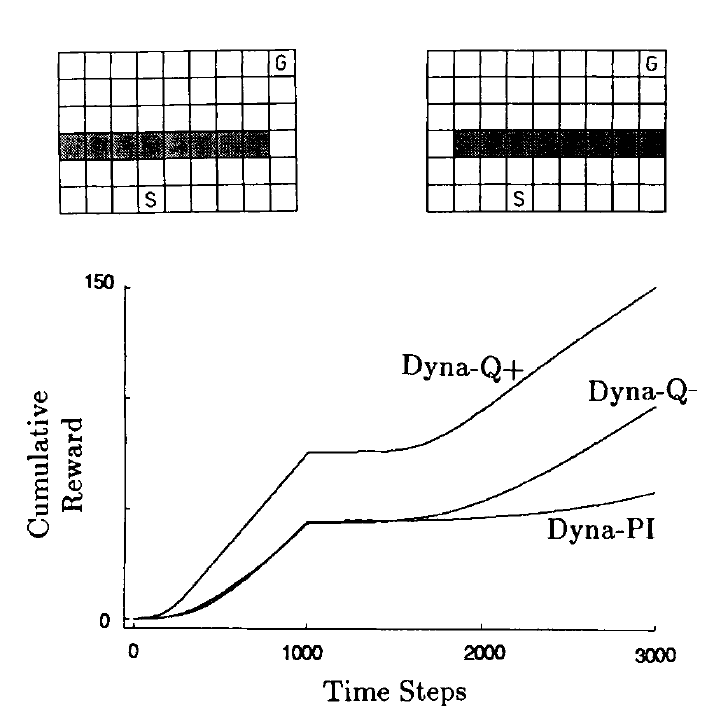 G
G
S
S
150
Dyna-Q+
Dyna-Q-
Cumulative
Reward
Dyna-PI
0
0
1000
2000
3000
Time Steps